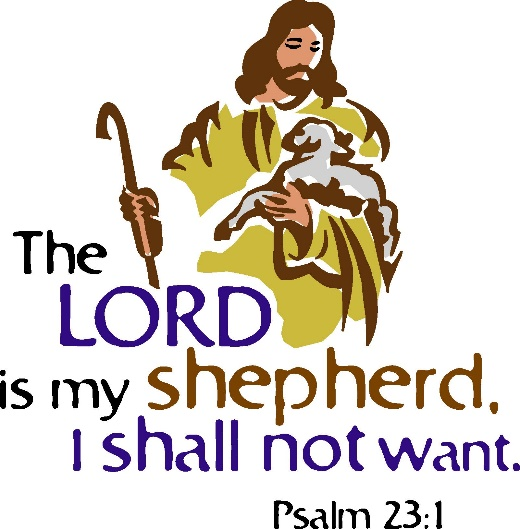 The
LORD
is my shepherd,
I shall not want.
Psalm 23:1